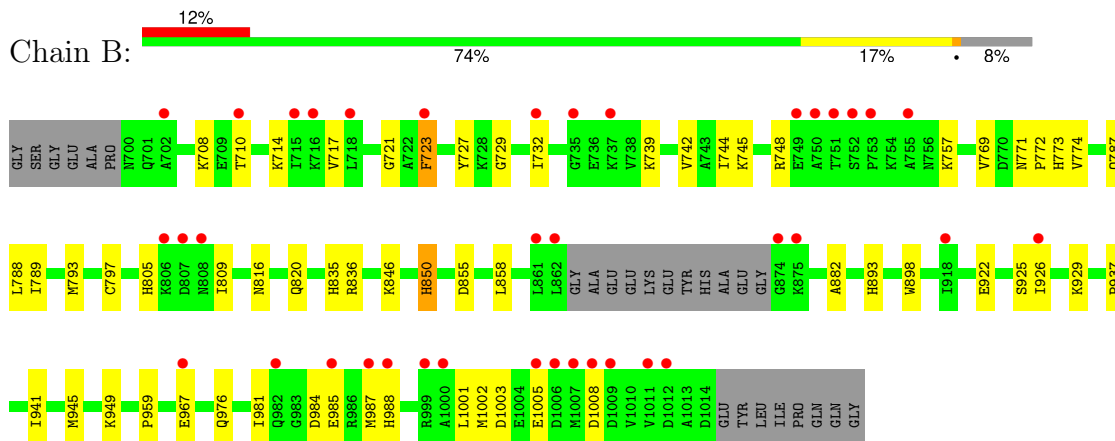 12%
Chain B:
74% 17% • 8%
GLY SER GLY GLU ALA PRO N700 Q701 A702 K708 E709 T710 K714 I715 K716 V717 L718 G721 A722 F723 Y727 K728 G729 I732 G735 E736 K737 V738 K739 V742 A743 I744 K745 R748 E749 A750 T751 S752 P753 K754 A755 N756 K757 V769 D770 N771 P772 H773 V774
L788 I789 M793 C797 H805 K806 D807 N808 I809 N816 Q820 H835 R836 K846 H850 D855 L858 L861 L862 GLY ALA GLU GLU LYS GLU TYR HIS ALA GLU GLY G874 K875 A882 H893 W898 I918 E922 S925 I926 K929
I941 M945 K949 P959 E967 Q976 I981 Q982 G983 D984 E985 R986 M987 H988 R999 A1000 L1001 M1002 D1003 E1004 E1005 D1006 M1007 D1008 D1009 V1010 V1011 D1012 A1013 D1014 GLU TYR LEU ILE PRO GLN GLN GLY